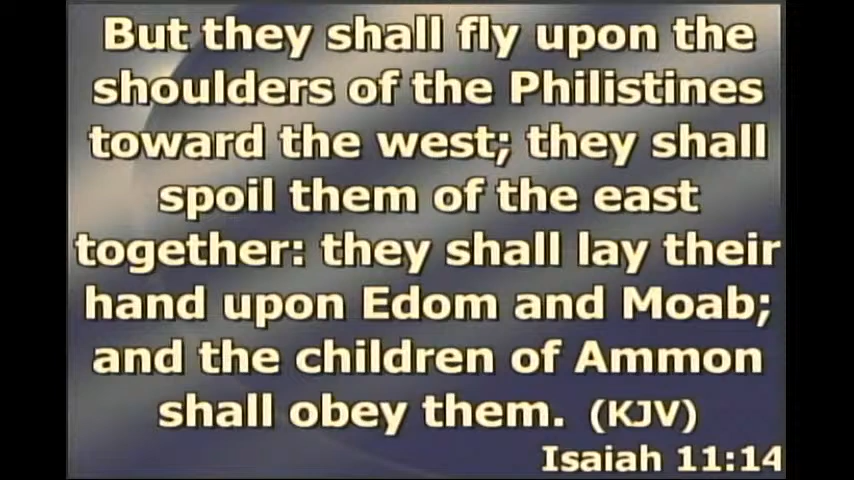 But they shall fly upon the
shoulders of the Philistines
toward the west; they shall
spoil them of the east
together: they shall lay their
hand upon Edom and Moab;
and the children of Ammon
shall obey them. (KJV)
Isaiah 11:14